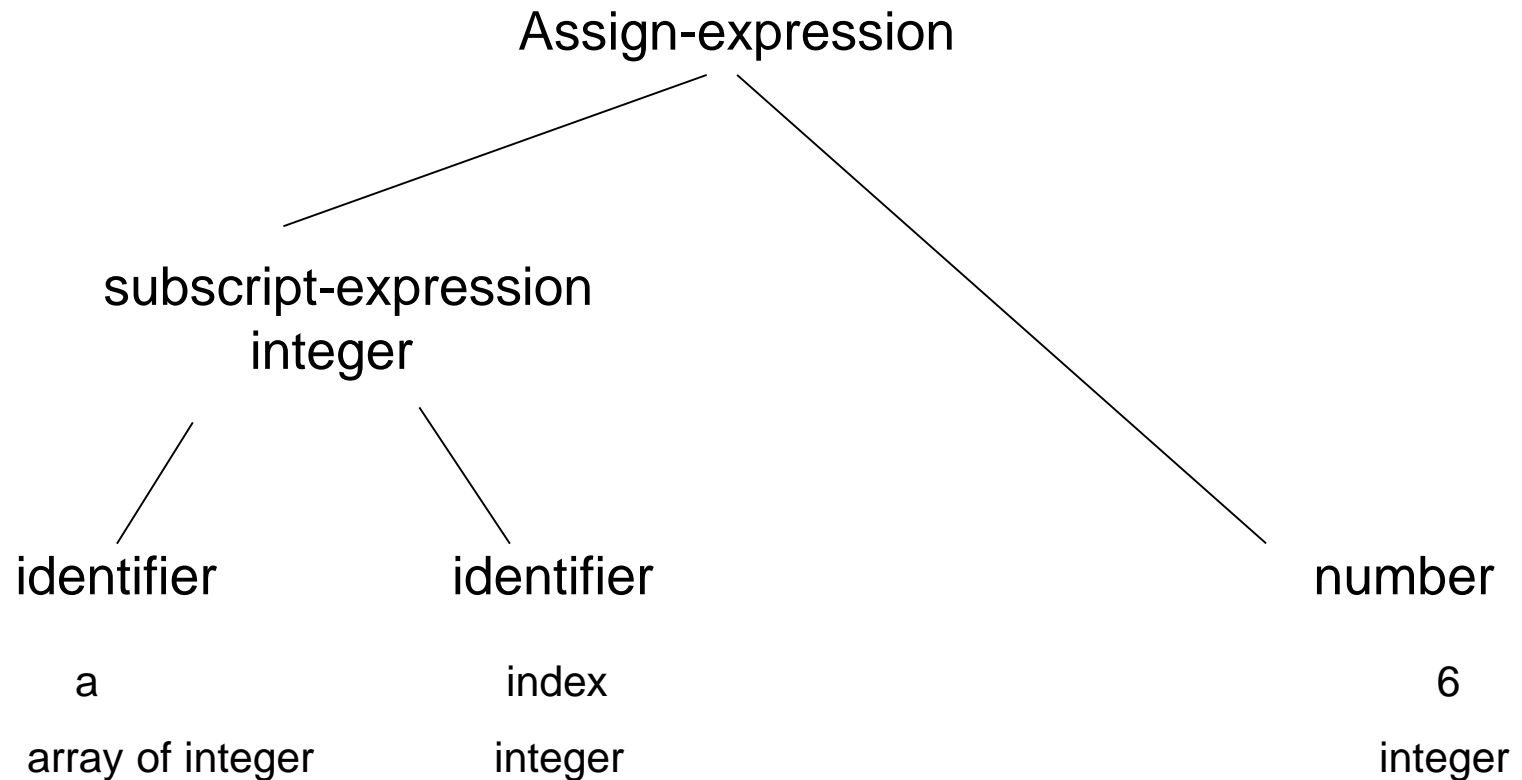 Assign-expression
subscript-expression
integer
identifier identifier number
a index 6
array of integer integer integer